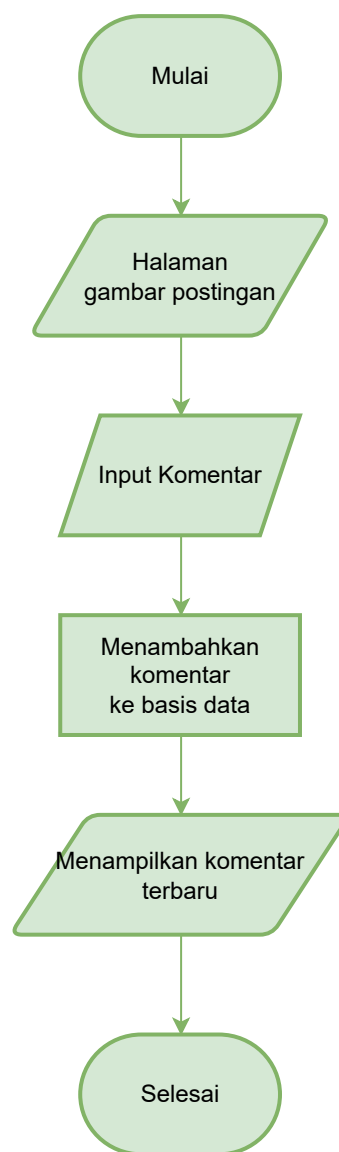 Mulai
Halaman
gambar postingan
Input Komentar
Menambahkan
komentar
ke basis data
Menampilkan komentar
terbaru
Selesai